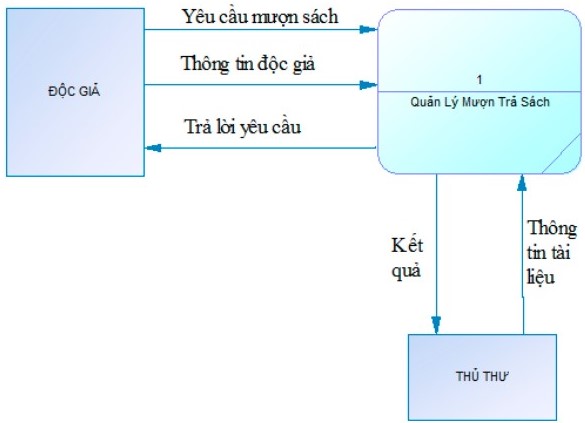 Yêu cầu mượn sách
Thông tin độc giả
ĐỘC GIẢ
Trả lời yêu cầu
1
Quản Lý Mượn Trả Sách
Kết
quả
Thông
tin tài
liệu
THỦ THƯ